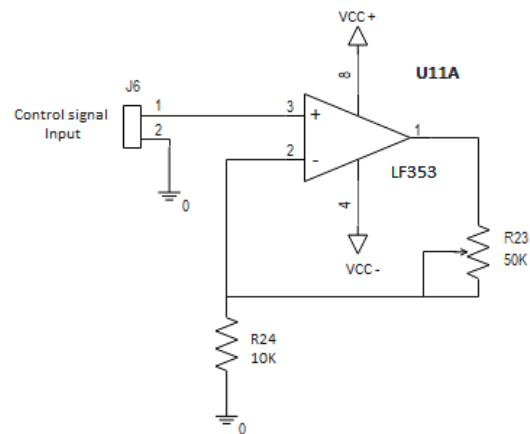 VCC+
U11A
J6
8
Control signal
Input
1
2
3
+
2
-
1
LF353
4
R23
50K
VCC -
0
R24
10K
0